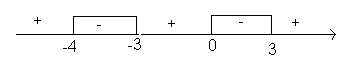 + - + - +
-4 -3 0 3